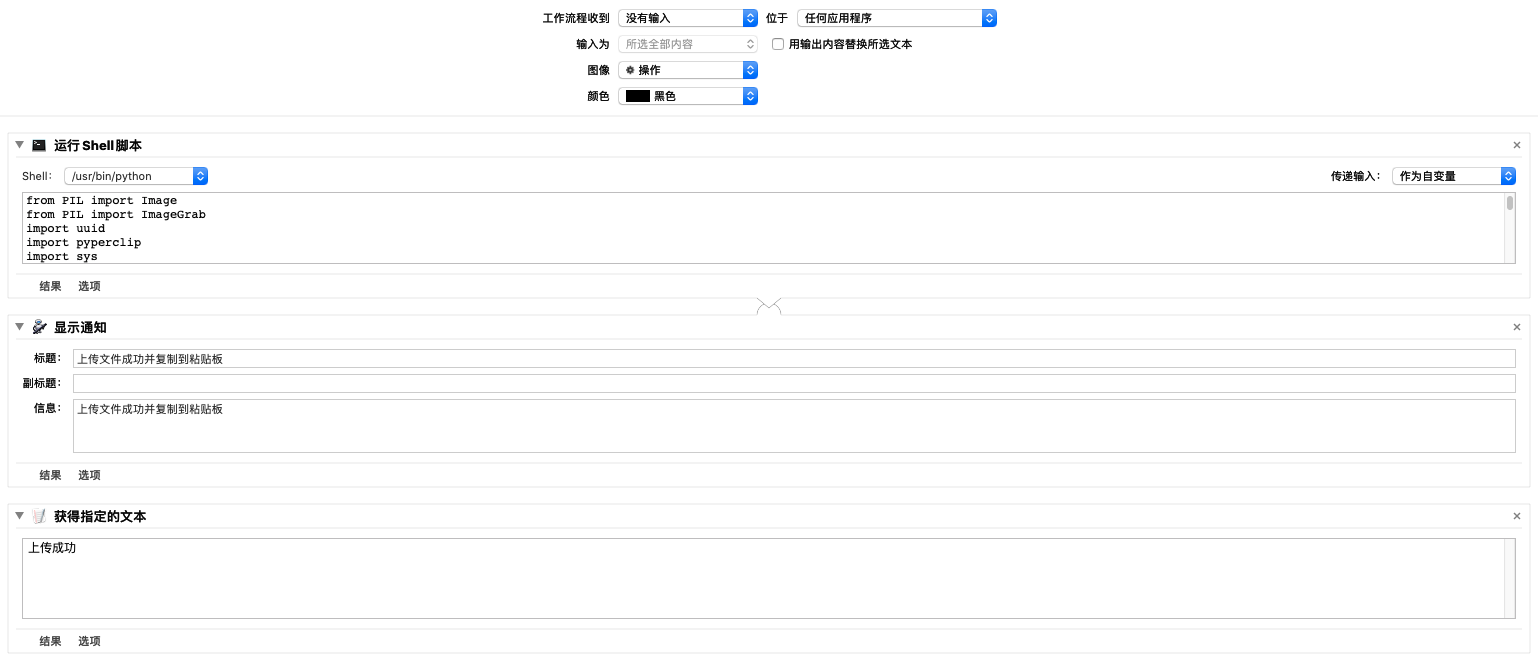 工作流程收到 没有输入 位于 任何应用程序
输入为 所选全部内容 用输出内容替换所选文本
图像 操作
颜色 黑色
运行 Shell 脚本
Shell: /usr/bin/python 传递输入: 作为自变量
from PIL import Image
from PIL import ImageGrab
import uuid
import pyperclip
import sys
结果 选项
显示通知
标题: 上传文件成功并复制到粘贴板
副标题:
信息: 上传文件成功并复制到粘贴板
结果 选项
获得指定的文本
上传成功
结果 选项